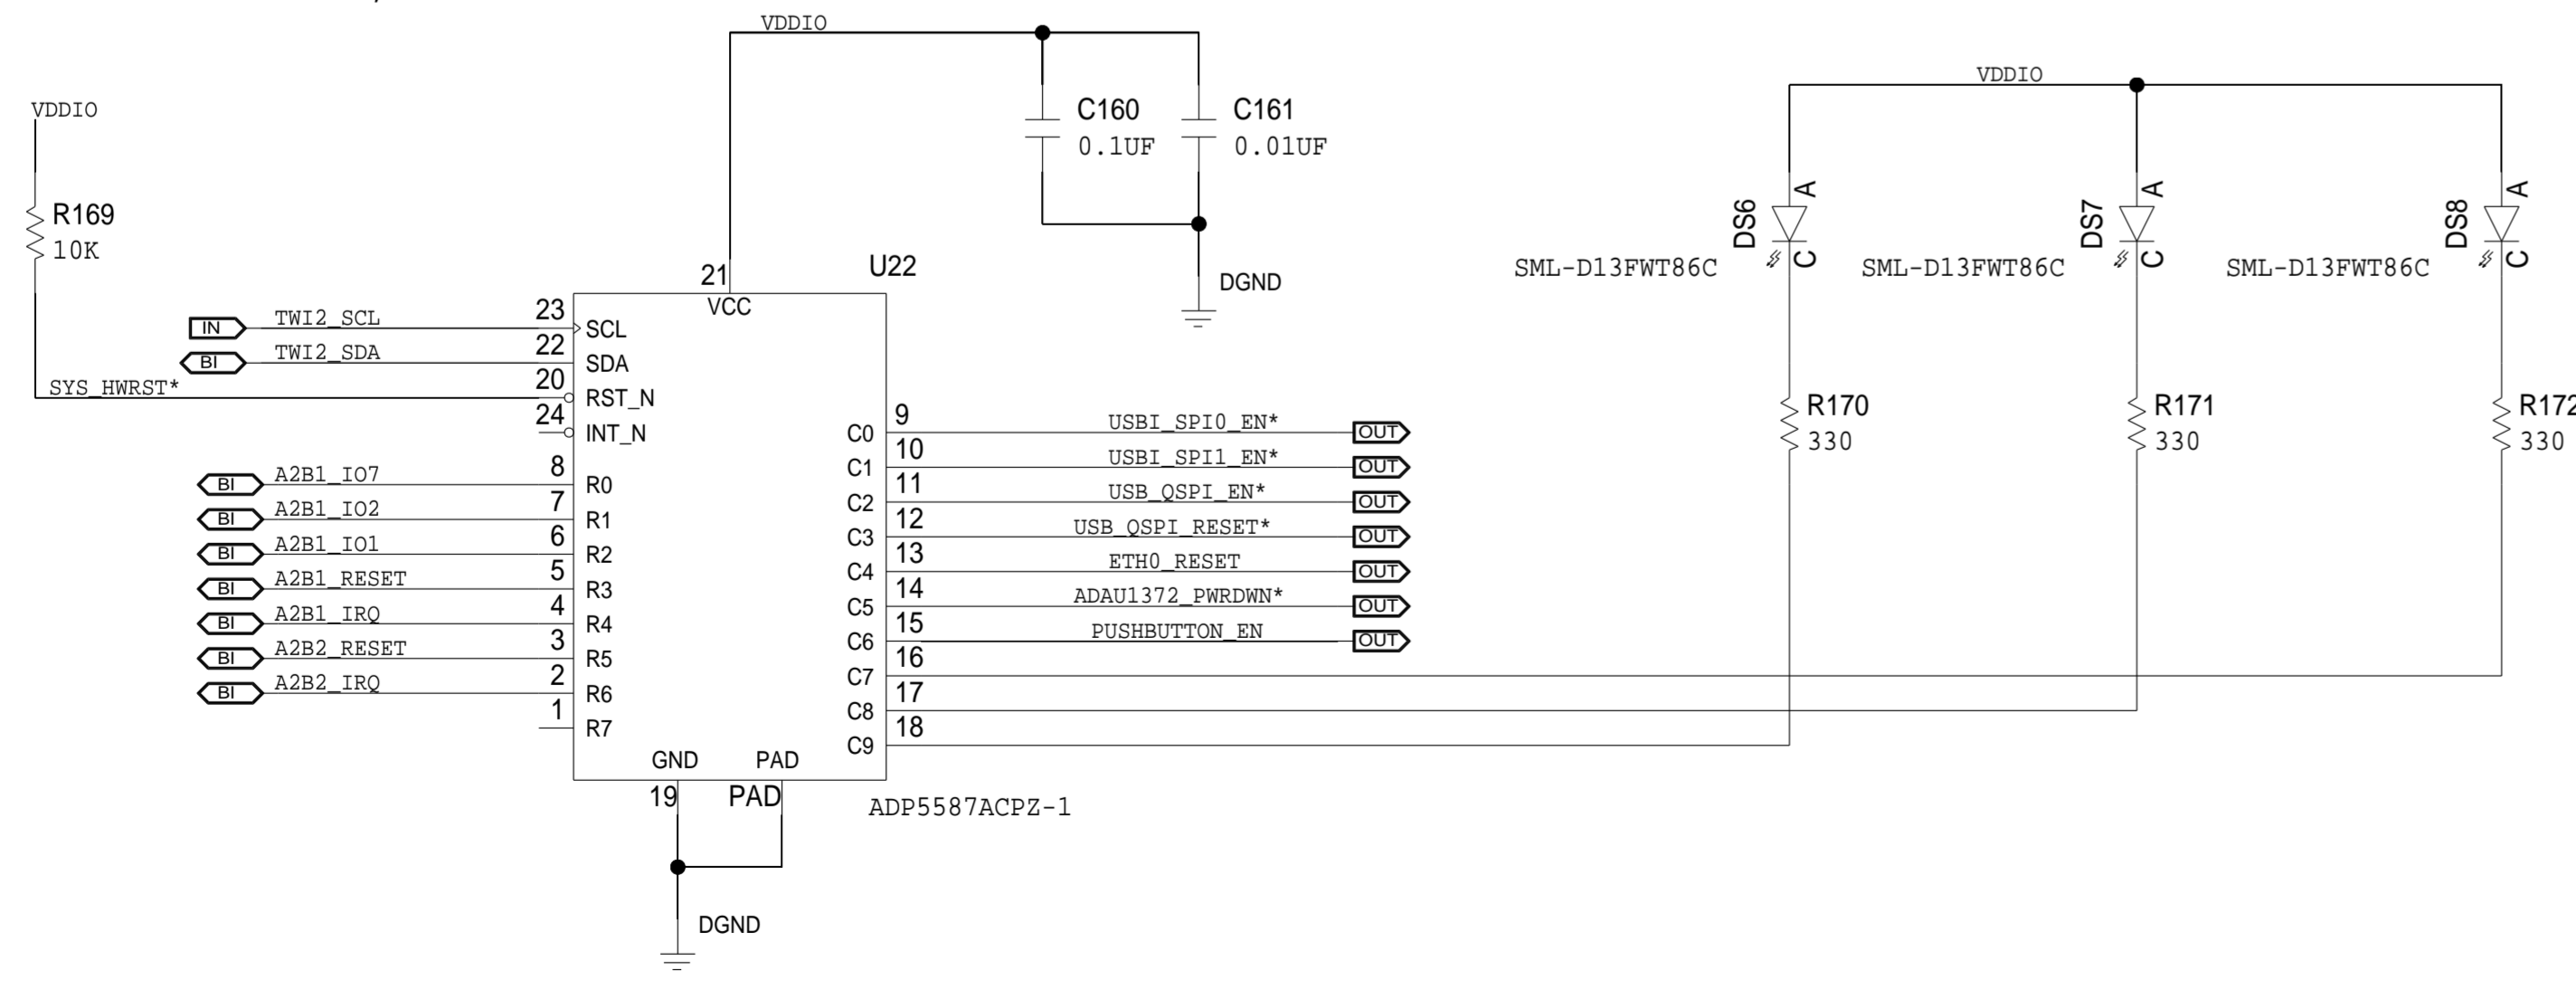 VDDIO
VDDIO
VDDIO
C160
0.1UF
C161
0.01UF
R169
10K
DGND
DS6
A
C
SML-D13FWT86C
DS7
A
C
SML-D13FWT86C
DS8
A
C
SML-D13FWT86C
U22
21
VCC
IN
TWI2_SCL
23
SCL
BI
TWI2_SDA
22
SDA
SYS_HWRST*
20
RST_N
24
INT_N
BI
A2B1_IO7
8
R0
BI
A2B1_IO2
7
R1
BI
A2B1_IO1
6
R2
BI
A2B1_RESET
5
R3
BI
A2B1_IRQ
4
R4
BI
A2B2_RESET
3
R5
BI
A2B2_IRQ
2
R6
1
R7
C0
9
USBI_SPI0_EN*
OUT
C1
10
USBI_SPI1_EN*
OUT
C2
11
USB_QSPI_EN*
OUT
C3
12
USB_QSPI_RESET*
OUT
C4
13
ETH0_RESET
OUT
C5
14
ADAU1372_PWRDWN*
OUT
C6
15
PUSHBUTTON_EN
OUT
C7
16
C8
17
C9
18
R170
330
R171
330
R172
330
GND
PAD
19
PAD
ADP5587ACPZ-1
DGND